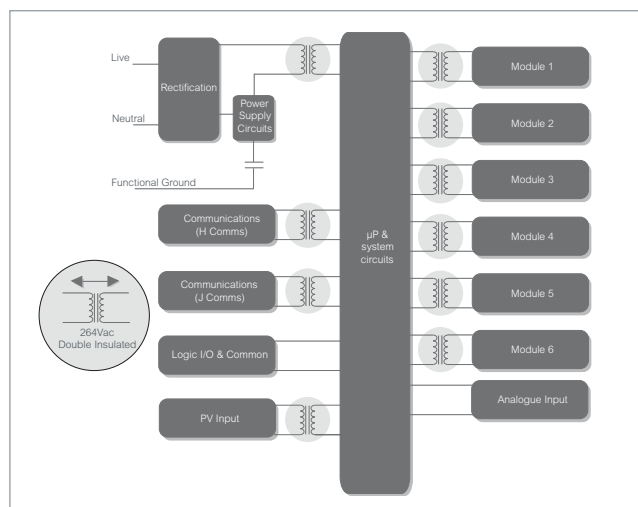 Live
Rectification
Neutral
Power
Supply
Circuits
Functional Ground
Communications
(H Comms)
Communications
(J Comms)
264Vac
Double Insulated
Logic I/O & Common
PV Input
µP &
system
circuits
Module 1
Module 2
Module 3
Module 4
Module 5
Module 6
Analogue Input